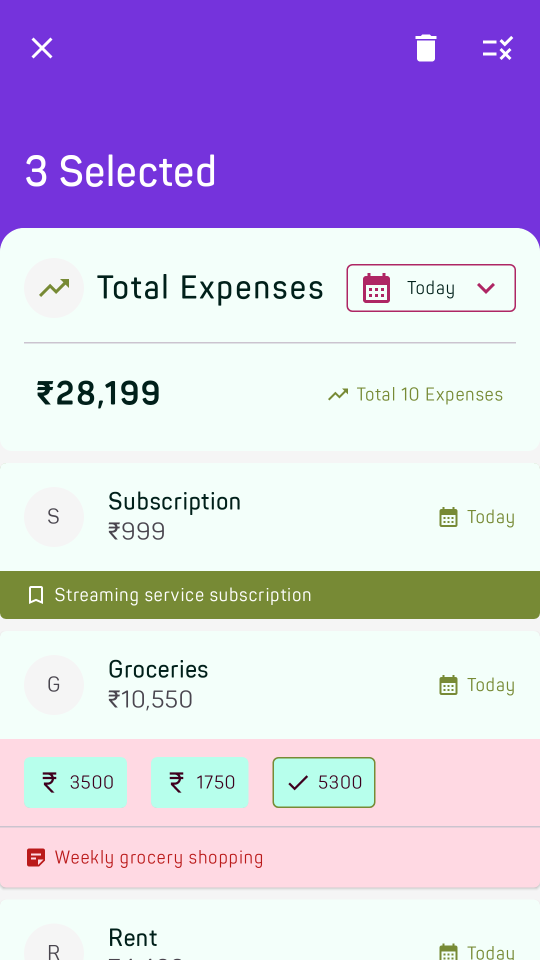 3 Selected
Total Expenses
Today
₹28,199
Total 10 Expenses
S
Subscription
₹999
Today
Streaming service subscription
G
Groceries
₹10,550
Today
₹ 3500
₹ 1750
5300
Weekly grocery shopping
R
Rent
Today